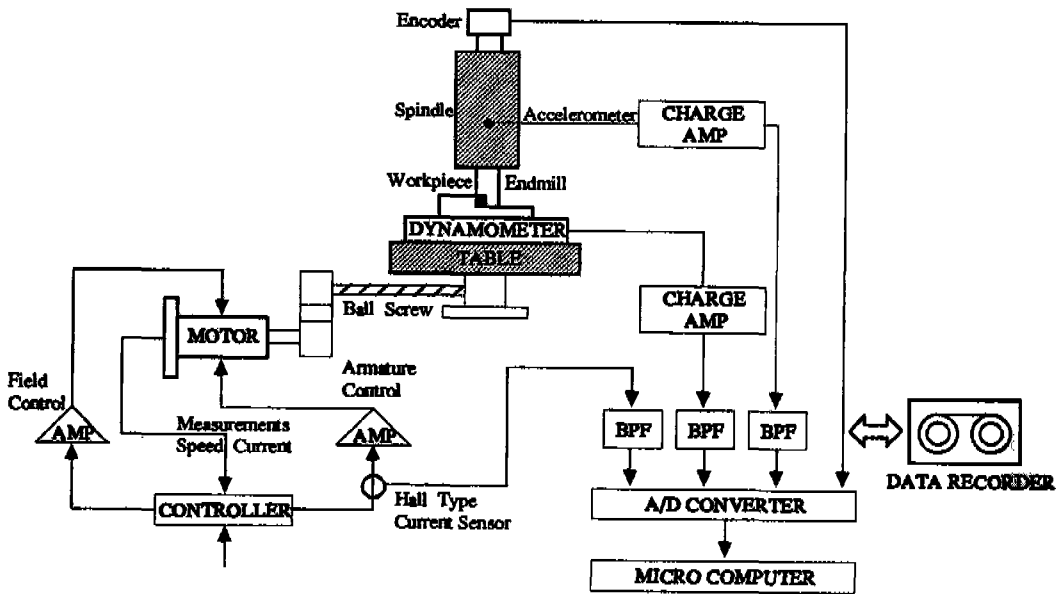 Encoder
Spindle
Accelerometer
CHARGE
AMP
Workpiece
Endmill
DYNAMOMETER
TABLE
Ball Screw
CHARGE
AMP
MOTOR
Armature
Control
Field
Control
AMP
Measurements
Speed Current
AMP
BPF
BPF
BPF
DATA RECORDER
CONTROLLER
Hall Type
Current Sensor
A/D CONVERTER
MICRO COMPUTER